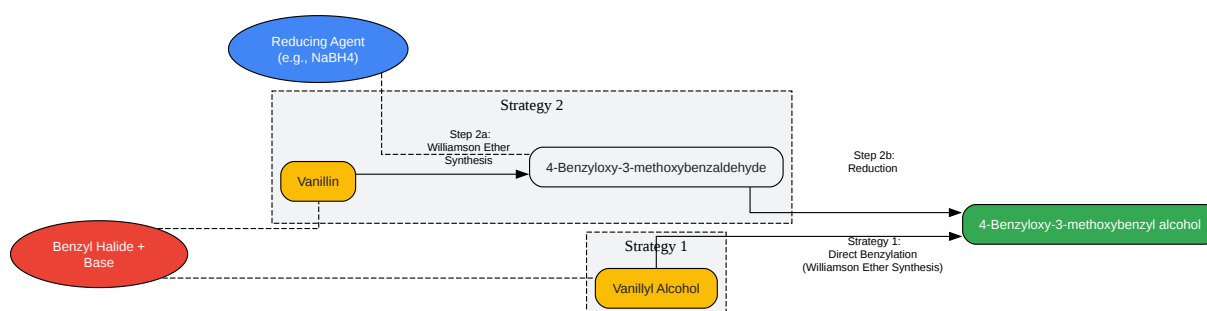 Reducing Agent
(e.g., NaBH4)
Strategy 2
Step 2a:
Williamson Ether
Synthesis
4-Benzyloxy-3-methoxybenzaldehyde
Step 2b:
Reduction
Vanillin
Benzyl Halide +
Base
Strategy 1
Vanillyl Alcohol
4-Benzyloxy-3-methoxybenzyl alcohol
Strategy 1:
Direct Benzylation
(Williamson Ether Synthesis)